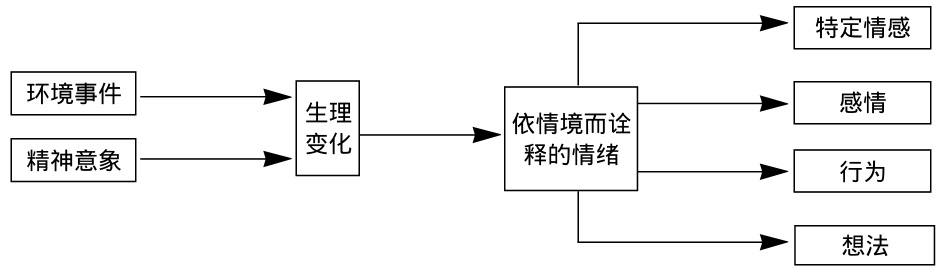 环境事件
精神意象
生理
变化
依情境而诠
释的情绪
特定情感
感情
行为
想法